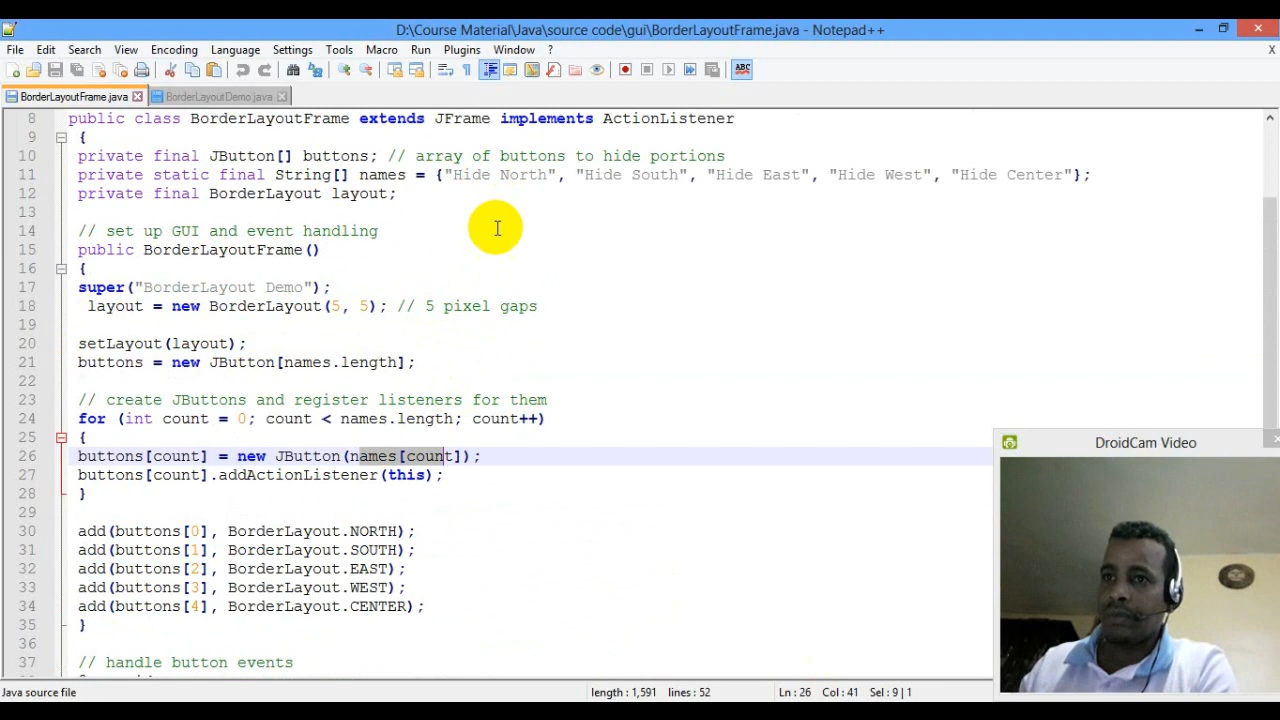 D:\Course Material\Java\source code\gui\BorderLayoutFrame.java - Notepad++
File Edit Search View Encoding Language Settings Tools Macro Run Plugins Window ? X
ABC
BorderLayoutFrame.java BorderLayoutDemo.java
8 public class BorderLayoutFrame extends JFrame implements ActionListener
9 {
10 private final JButton[] buttons; // array of buttons to hide portions
11 private static final String[] names = {"Hide North", "Hide South", "Hide East", "Hide West", "Hide Center"};
12 private final BorderLayout layout;
13
14 // set up GUI and event handling
15 public BorderLayoutFrame()
16 {
17 super("BorderLayout Demo");
18 layout = new BorderLayout(5, 5); // 5 pixel gaps
19
20 setLayout(layout);
21 buttons = new JButton[names.length];
22
23 // create JButtons and register listeners for them
24 for (int count = 0; count < names.length; count++)
25 {
26 buttons[count] = new JButton(names[count]);
27 buttons[count].addActionListener(this);
28 }
29
30 add(buttons[0], BorderLayout.NORTH);
31 add(buttons[1], BorderLayout.SOUTH);
32 add(buttons[2], BorderLayout.EAST);
33 add(buttons[3], BorderLayout.WEST);
34 add(buttons[4], BorderLayout.CENTER);
35 }
36
37 // handle button events
DroidCam Video
Java source file length : 1,591 lines : 52 Ln : 26 Col : 41 Sel : 9 | 1